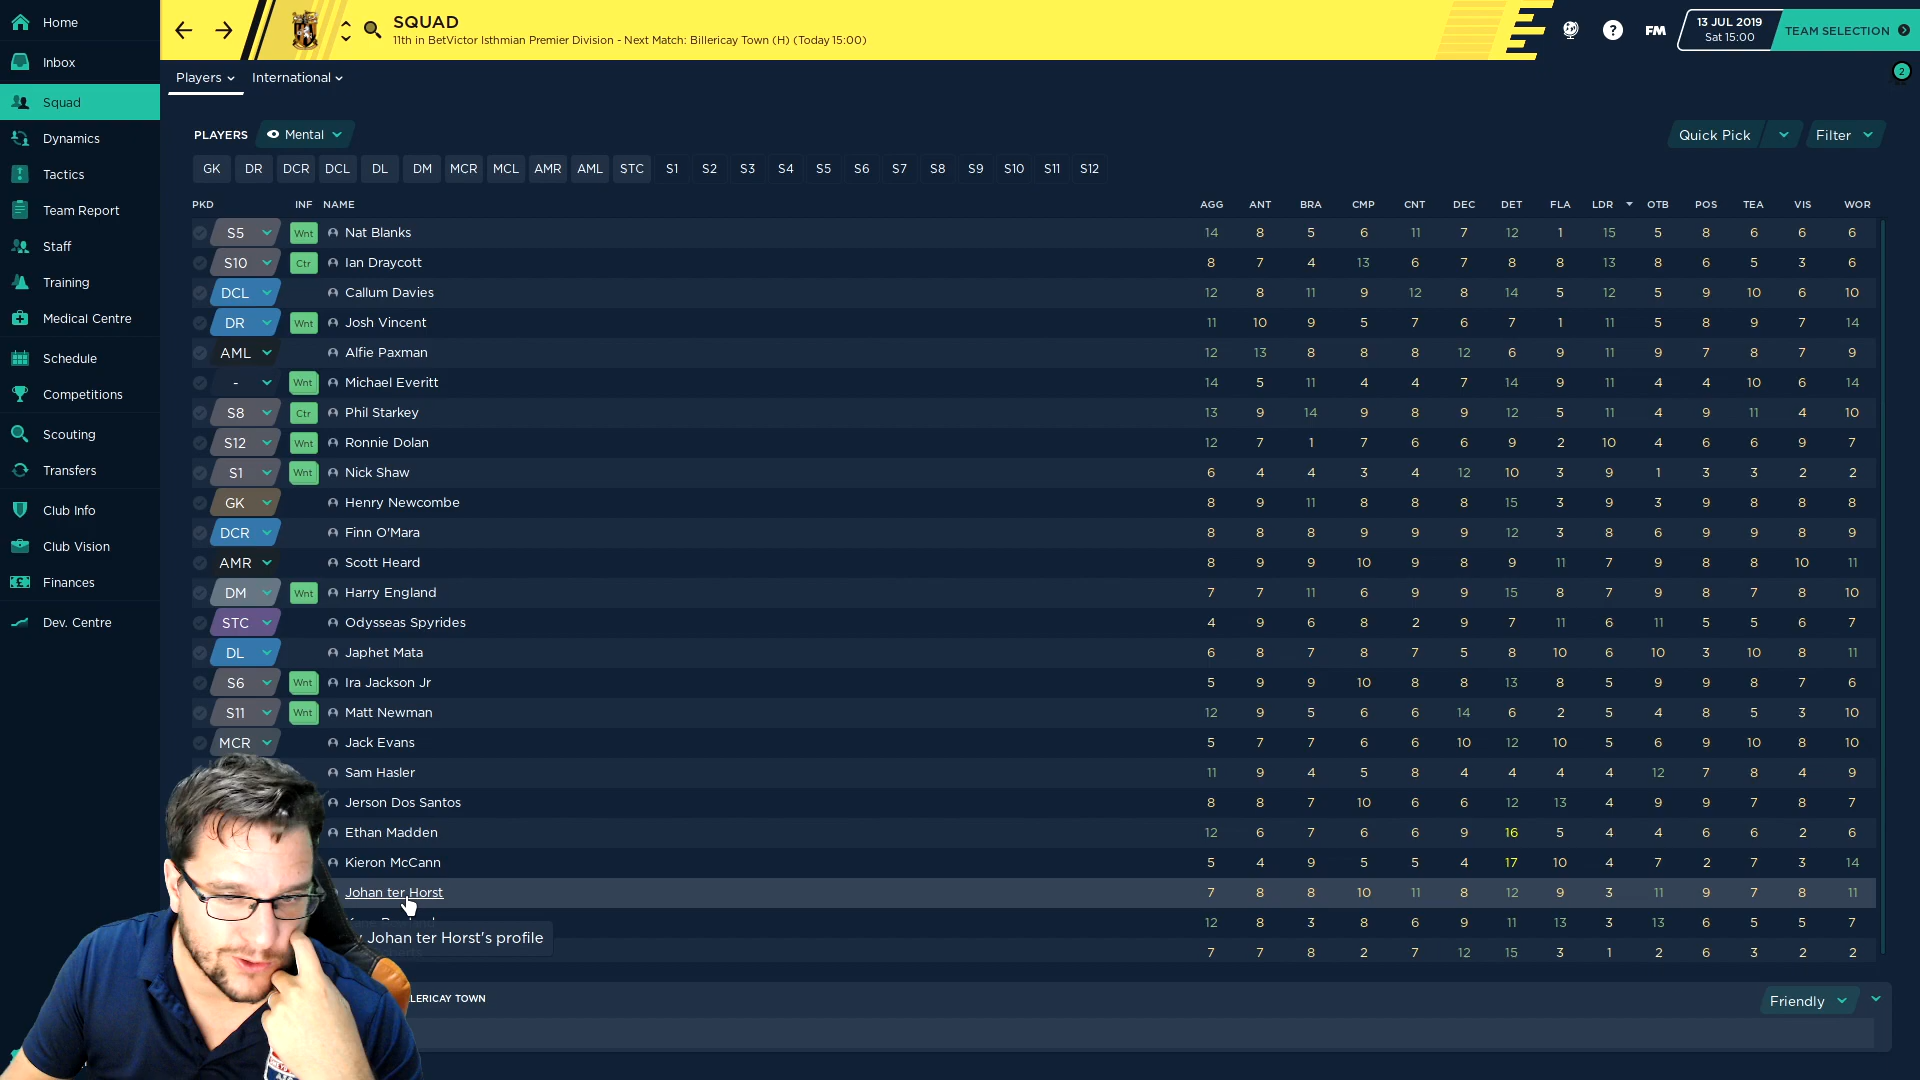 Home
Inbox
Squad
Dynamics
Tactics
Team Report
Staff
Training
Medical Centre
Schedule
Competitions
Scouting
Transfers
Club Info
Club Vision
Finances
Dev. Centre
SQUAD
11th in BetVictor Isthmian Premier Division - Next Match: Billericay Town (H) (Today 15:00)
? FM 13 JUL 2019
Sat 15:00
TEAM SELECTION
2
Players International
PLAYERS Mental Quick Pick Filter
GK DR DCR DCL DL DM MCR MCL AMR AML STC S1 S2 S3 S4 S5 S6 S7 S8 S9 S10 S11 S12
PKD INF NAME AGG ANT BRA CMP CNT DEC DET FLA LDR OTB POS TEA VIS WOR
S5 Wnt Nat Blanks 14 8 5 6 11 7 12 1 15 5 8 6 6 6
S10 Ctr Ian Draycott 8 7 4 13 6 7 8 8 13 8 6 5 3 6
DCL Callum Davies 12 8 11 9 12 8 14 5 12 5 9 10 6 10
DR Wnt Josh Vincent 11 10 9 5 7 6 7 1 11 5 8 9 7 14
AML Alfie Paxman 12 13 8 8 8 12 6 9 11 9 7 8 7 9
- Wnt Michael Everitt 14 5 11 4 4 7 14 9 11 4 4 10 6 14
S8 Ctr Phil Starkey 13 9 14 9 8 9 12 5 11 4 9 11 4 10
S12 Wnt Ronnie Dolan 12 7 1 7 6 6 9 2 10 4 6 6 9 7
S1 Wnt Nick Shaw 6 4 4 3 4 12 10 3 9 1 3 3 2 2
GK Henry Newcombe 8 9 11 8 8 8 15 3 9 3 9 8 8 8
DCR Finn O'Mara 8 8 8 9 9 9 12 3 8 6 9 9 8 9
AMR Scott Heard 8 9 9 10 9 8 9 11 7 9 8 8 10 11
DM Wnt Harry England 7 7 11 6 9 9 15 8 7 9 8 7 8 10
STC Odysseas Spyrides 4 9 6 8 2 9 7 11 6 11 5 5 6 7
DL Japhet Mata 6 8 7 8 7 5 8 10 6 10 3 10 8 11
S6 Wnt Ira Jackson Jr 5 9 9 10 8 8 13 8 5 9 9 8 7 6
S11 Wnt Matt Newman 12 9 5 6 6 14 6 2 5 4 8 5 3 10
MCR Jack Evans 5 7 7 6 6 10 12 10 5 6 9 10 8 10
Sam Hasler 11 9 4 5 8 4 4 4 4 12 7 8 4 9
Jerson Dos Santos 8 8 7 10 6 6 12 13 4 9 9 7 8 7
Ethan Madden 12 6 7 6 6 9 16 5 4 4 6 6 2 6
Kieron McCann 5 4 9 5 5 4 17 10 4 7 2 7 3 14
Johan ter Horst 7 8 8 10 11 8 12 9 3 11 9 7 8 11
12 8 3 8 6 9 11 13 3 13 6 5 5 7
Johan ter Horst's profile
7 7 8 2 7 12 15 3 1 2 6 3 2 2
LLERICAY TOWN Friendly